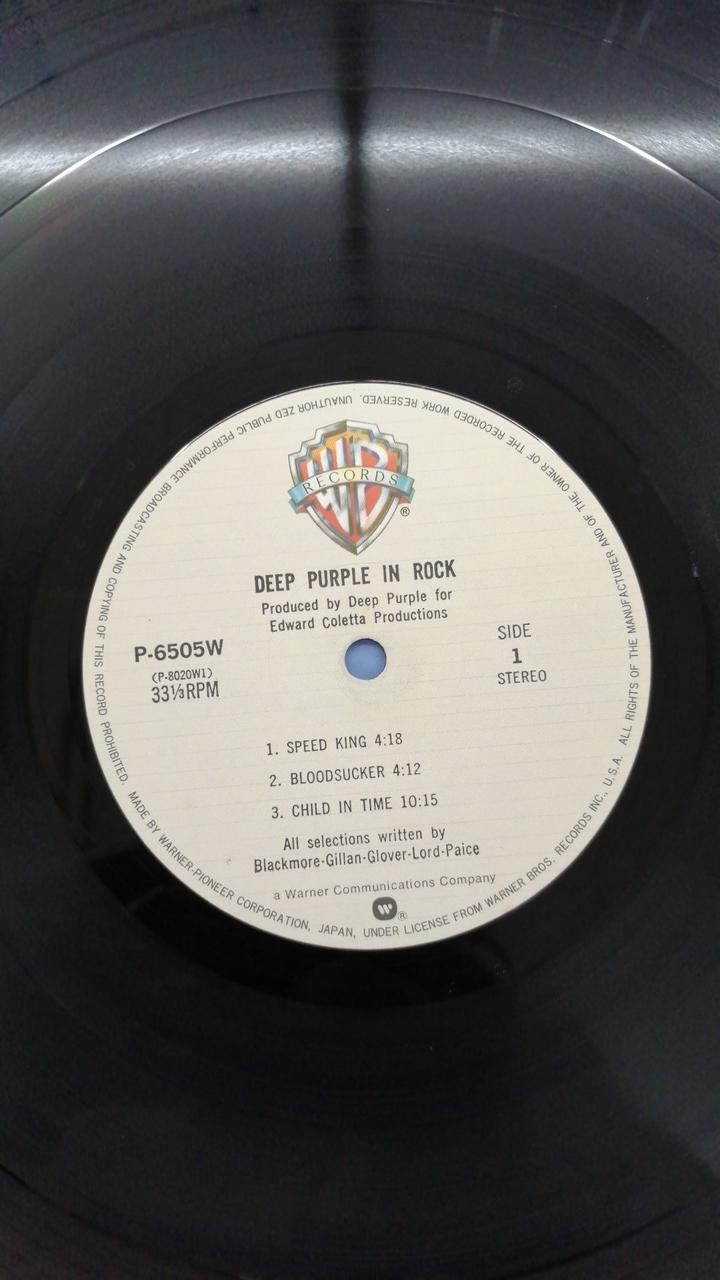 WB
RECORDS
®
DEEP PURPLE IN ROCK
Produced by Deep Purple for
Edward Coletta Productions
P-6505W
(P-8020W1)
33⅓RPM
SIDE
1
STEREO
1. SPEED KING 4:18
2. BLOODSUCKER 4:12
3. CHILD IN TIME 10:15
All selections written by
Blackmore-Gillan-Glover-Lord-Paice
a Warner Communications Company
W®
MADE BY WARNER-PIONEER CORPORATION, JAPAN, UNDER LICENSE FROM WARNER BROS. RECORDS INC., U.S.A. ALL RIGHTS OF THE MANUFACTURER AND OF THE OWNER OF THE RECORDED WORK RESERVED. UNAUTHOR ZED PUBLIC PERFORMANCE BROADCASTING AND COPYING OF THIS RECORD PROHIBITED.